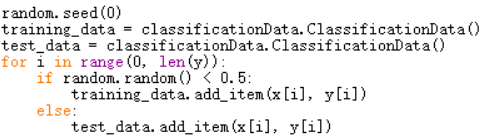 random.seed(0)
training_data = classificationData.ClassificationData()
test_data = classificationData.ClassificationData()
for i in range(0, len(y)):
    if random.random() < 0.5:
        training_data.add_item(x[i], y[i])
    else:
        test_data.add_item(x[i], y[i])